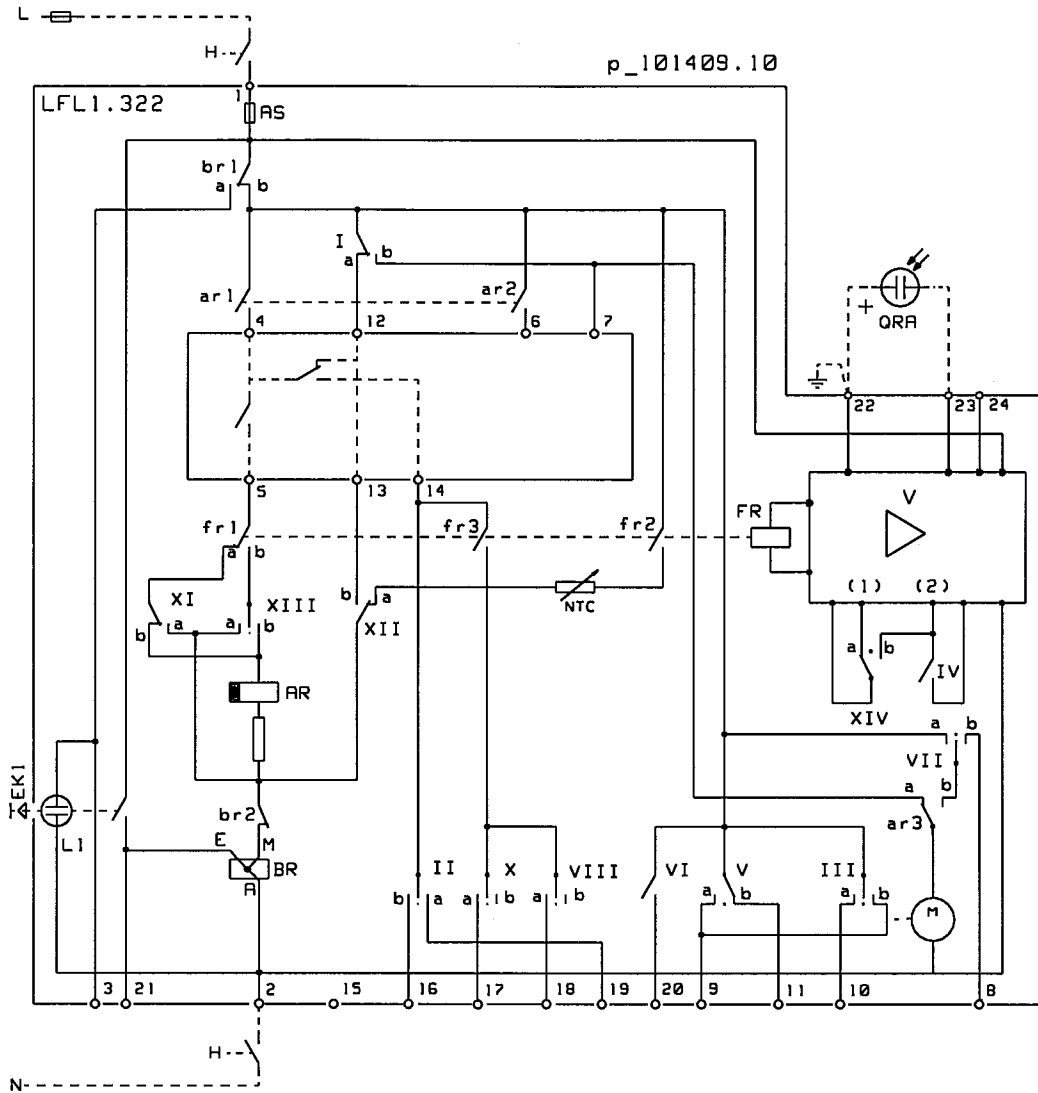 L
H
p_101409.10
1
LFL1.322
AS
br1
a b
I
a b
ar1
ar2
4 12 6 7
+
QRA
22 23 24
5 13 14
V
FR
fr1
fr3
fr2
a b
b a
(1) (2)
XI
XIII
NTC
b a a b
XII
a b
IV
AR
XIV
a b
VII
EK1
a b
br2
ar3
L1
E M
BR
A
II X VIII VI V III
b a a b a b a b a b
M
3 21 2 15 16 17 18 19 20 9 11 10 8
H
N